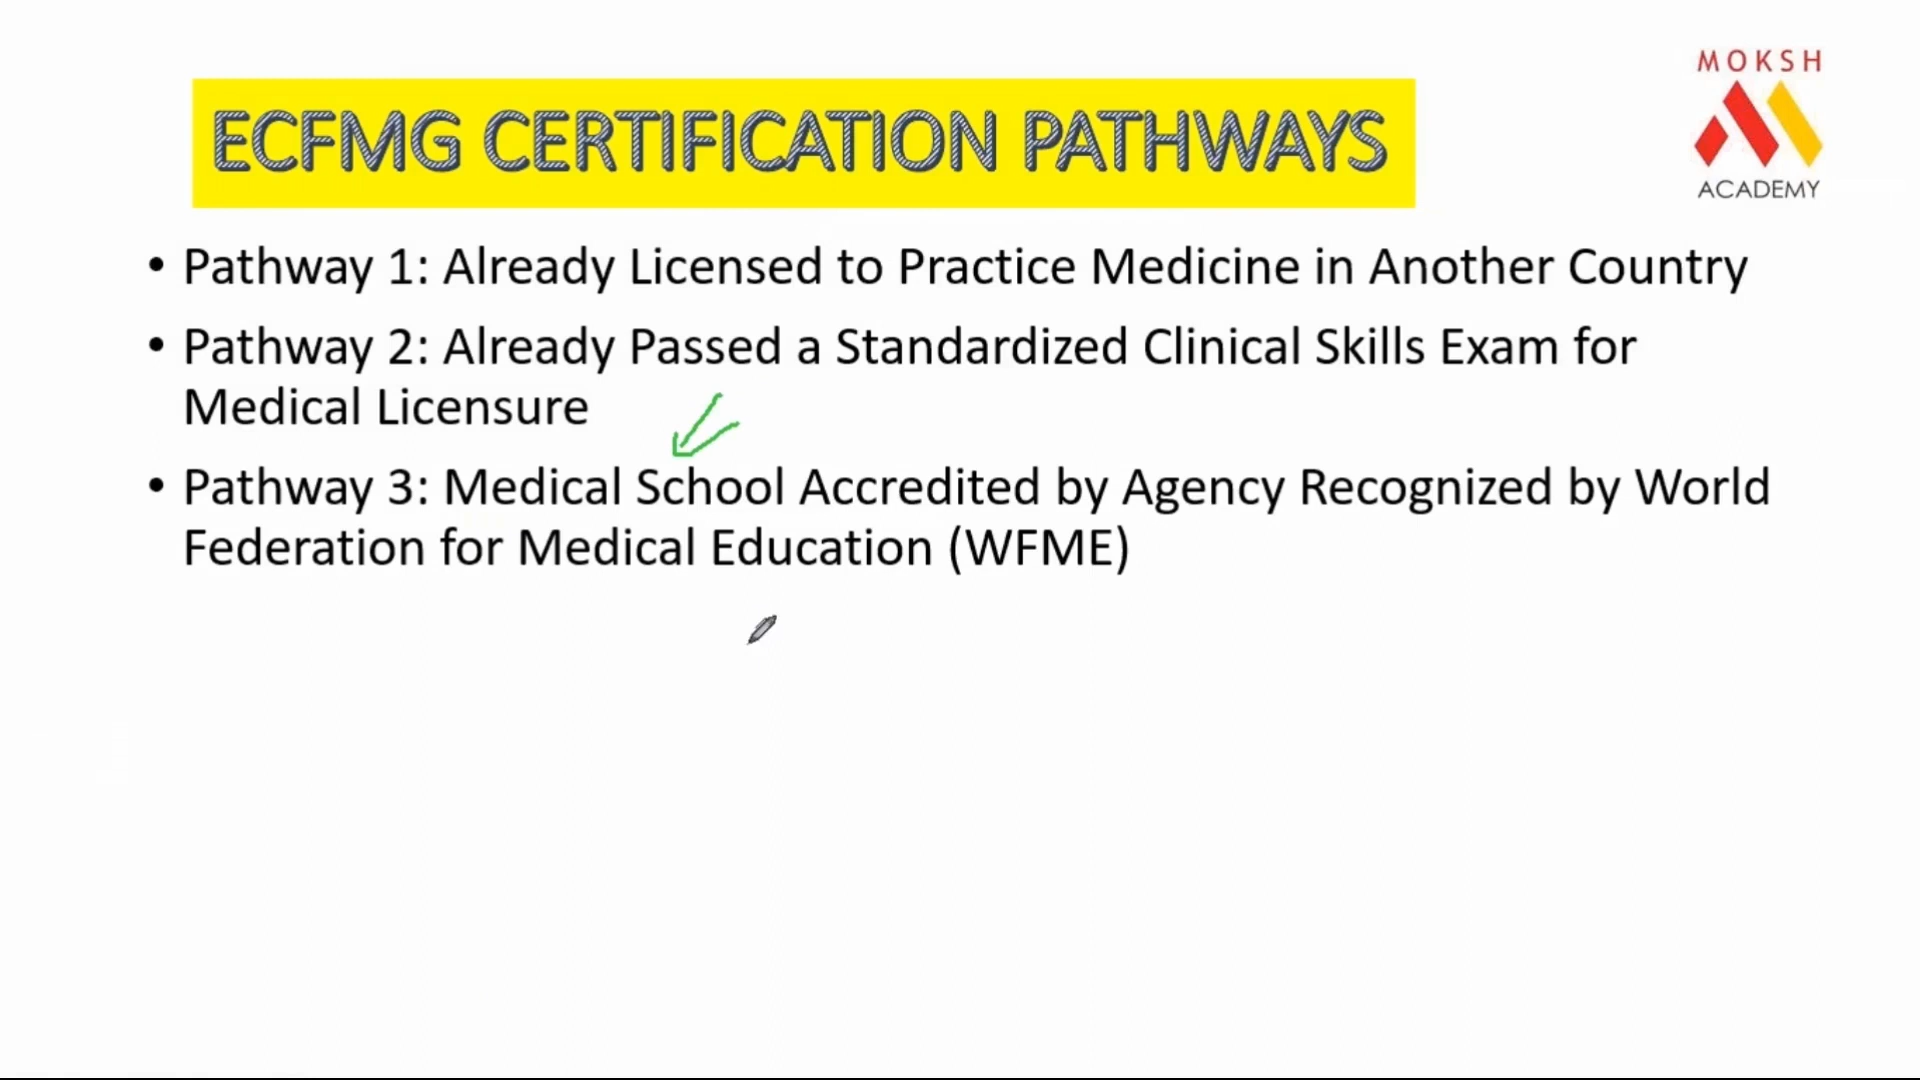 MOKSH
ACADEMY
ECFMG CERTIFICATION PATHWAYS
• Pathway 1: Already Licensed to Practice Medicine in Another Country
• Pathway 2: Already Passed a Standardized Clinical Skills Exam for
Medical Licensure
• Pathway 3: Medical School Accredited by Agency Recognized by World
Federation for Medical Education (WFME)